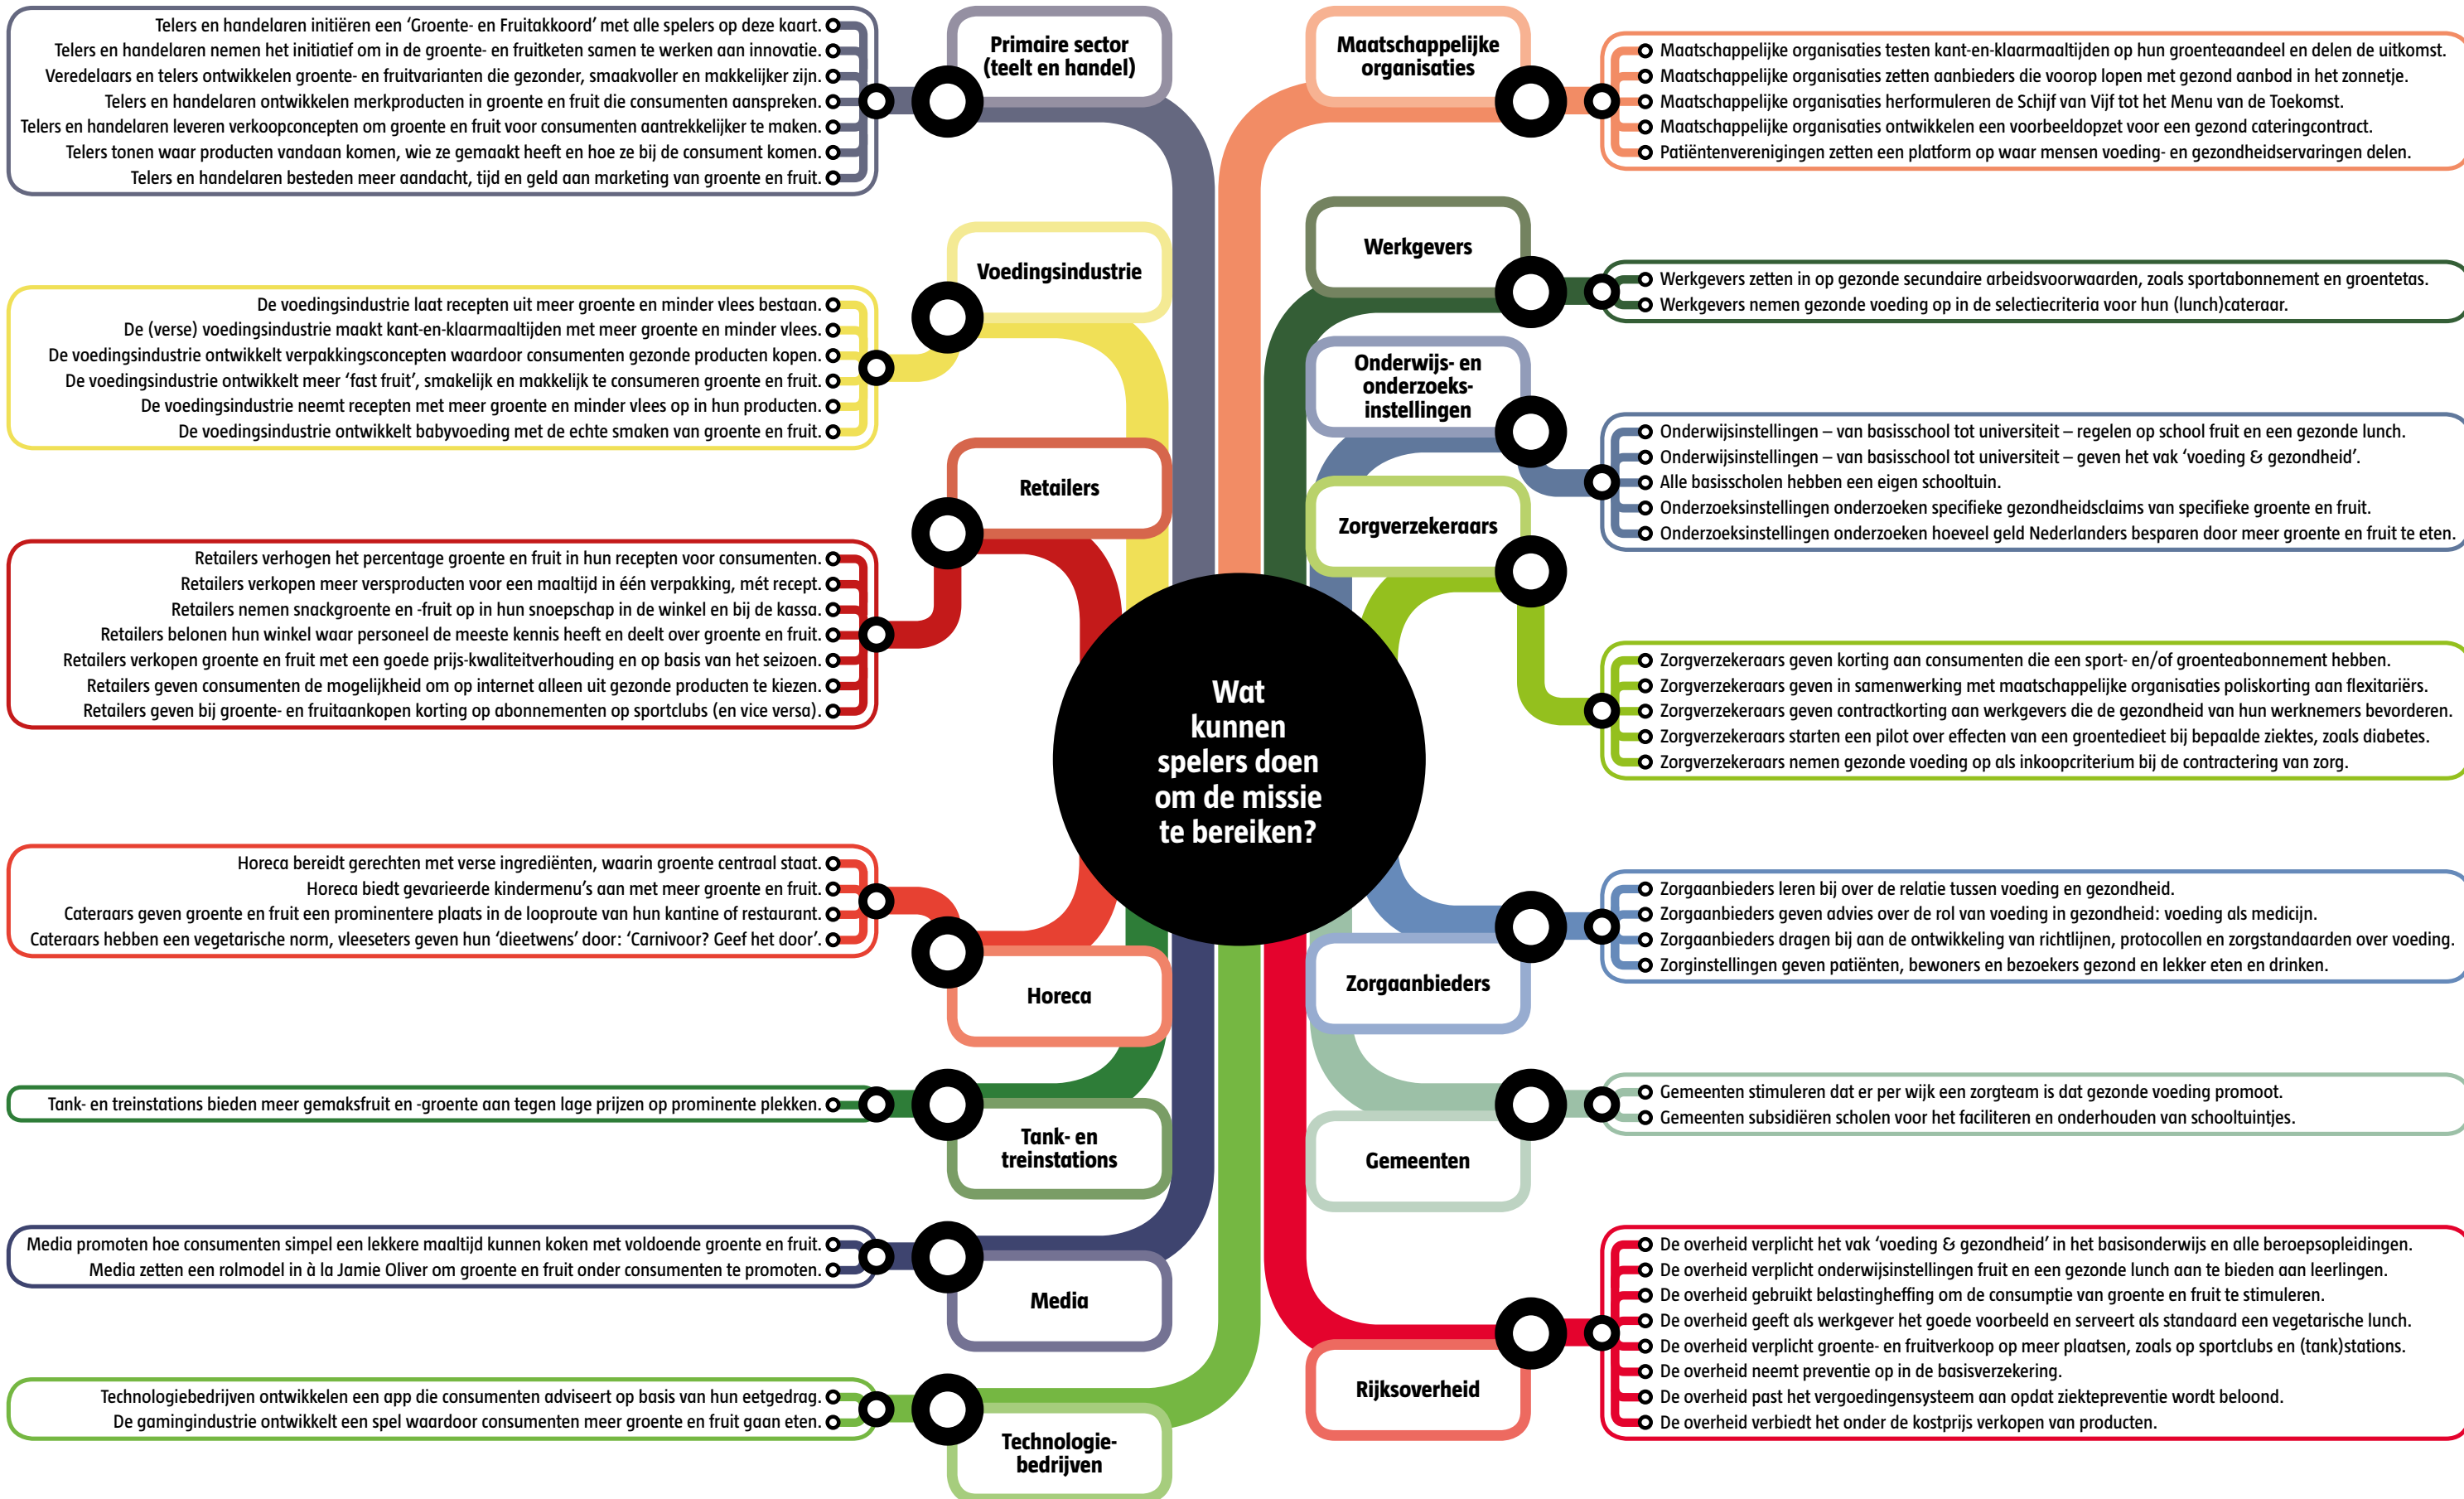 Wat
kunnen
spelers doen
om de missie
te bereiken?
Primaire sector
(teelt en handel)
Telers en handelaren initiëren een ‘Groente- en Fruitakkoord’ met alle spelers op deze kaart.
Telers en handelaren nemen het initiatief om in de groente- en fruitketen samen te werken aan innovatie.
Veredelaars en telers ontwikkelen groente- en fruitvarianten die gezonder, smaakvoller en makkelijker zijn.
Telers en handelaren ontwikkelen merkproducten in groente en fruit die consumenten aanspreken.
Telers en handelaren leveren verkoopconcepten om groente en fruit voor consumenten aantrekkelijker te maken.
Telers tonen waar producten vandaan komen, wie ze gemaakt heeft en hoe ze bij de consument komen.
Telers en handelaren besteden meer aandacht, tijd en geld aan marketing van groente en fruit.
Voedingsindustrie
De voedingsindustrie laat recepten uit meer groente en minder vlees bestaan.
De (verse) voedingsindustrie maakt kant-en-klaarmaaltijden met meer groente en minder vlees.
De voedingsindustrie ontwikkelt verpakkingsconcepten waardoor consumenten gezonde producten kopen.
De voedingsindustrie ontwikkelt meer ‘fast fruit’, smakelijk en makkelijk te consumeren groente en fruit.
De voedingsindustrie neemt recepten met meer groente en minder vlees op in hun producten.
De voedingsindustrie ontwikkelt babyvoeding met de echte smaken van groente en fruit.
Retailers
Retailers verhogen het percentage groente en fruit in hun recepten voor consumenten.
Retailers verkopen meer versproducten voor een maaltijd in één verpakking, mét recept.
Retailers nemen snackgroente en -fruit op in hun snoepschap in de winkel en bij de kassa.
Retailers belonen hun winkel waar personeel de meeste kennis heeft en deelt over groente en fruit.
Retailers verkopen groente en fruit met een goede prijs-kwaliteitverhouding en op basis van het seizoen.
Retailers geven consumenten de mogelijkheid om op internet alleen uit gezonde producten te kiezen.
Retailers geven bij groente- en fruitaankopen korting op abonnementen op sportclubs (en vice versa).
Horeca
Horeca bereidt gerechten met verse ingrediënten, waarin groente centraal staat.
Horeca biedt gevarieerde kindermenu’s aan met meer groente en fruit.
Cateraars geven groente en fruit een prominentere plaats in de looproute van hun kantine of restaurant.
Cateraars hebben een vegetarische norm, vleeseters geven hun ‘dieetwens’ door: ‘Carnivoor? Geef het door’.
Tank- en
treinstations
Tank- en treinstations bieden meer gemaksfruit en -groente aan tegen lage prijzen op prominente plekken.
Media
Media promoten hoe consumenten simpel een lekkere maaltijd kunnen koken met voldoende groente en fruit.
Media zetten een rolmodel in à la Jamie Oliver om groente en fruit onder consumenten te promoten.
Technologie-
bedrijven
Technologiebedrijven ontwikkelen een app die consumenten adviseert op basis van hun eetgedrag.
De gamingindustrie ontwikkelt een spel waardoor consumenten meer groente en fruit gaan eten.
Maatschappelijke
organisaties
Maatschappelijke organisaties testen kant-en-klaarmaaltijden op hun groenteaandeel en delen de uitkomst.
Maatschappelijke organisaties zetten aanbieders die voorop lopen met gezond aanbod in het zonnetje.
Maatschappelijke organisaties herformuleren de Schijf van Vijf tot het Menu van de Toekomst.
Maatschappelijke organisaties ontwikkelen een voorbeeldopzet voor een gezond cateringcontract.
Patiëntenverenigingen zetten een platform op waar mensen voeding- en gezondheidservaringen delen.
Werkgevers
Werkgevers zetten in op gezonde secundaire arbeidsvoorwaarden, zoals sportabonnement en groentetas.
Werkgevers nemen gezonde voeding op in de selectiecriteria voor hun (lunch)cateraar.
Onderwijs- en
onderzoeks-
instellingen
Onderwijsinstellingen – van basisschool tot universiteit – regelen op school fruit en een gezonde lunch.
Onderwijsinstellingen – van basisschool tot universiteit – geven het vak ‘voeding & gezondheid’.
Alle basisscholen hebben een eigen schooltuin.
Onderzoeksinstellingen onderzoeken specifieke gezondheidsclaims van specifieke groente en fruit.
Onderzoeksinstellingen onderzoeken hoeveel geld Nederlanders besparen door meer groente en fruit te eten.
Zorgverzekeraars
Zorgverzekeraars geven korting aan consumenten die een sport- en/of groenteabonnement hebben.
Zorgverzekeraars geven in samenwerking met maatschappelijke organisaties poliskorting aan flexitariërs.
Zorgverzekeraars geven contractkorting aan werkgevers die de gezondheid van hun werknemers bevorderen.
Zorgverzekeraars starten een pilot over effecten van een groentedieet bij bepaalde ziektes, zoals diabetes.
Zorgverzekeraars nemen gezonde voeding op als inkoopcriterium bij de contractering van zorg.
Zorgaanbieders
Zorgaanbieders leren bij over de relatie tussen voeding en gezondheid.
Zorgaanbieders geven advies over de rol van voeding in gezondheid: voeding als medicijn.
Zorgaanbieders dragen bij aan de ontwikkeling van richtlijnen, protocollen en zorgstandaarden over voeding.
Zorginstellingen geven patiënten, bewoners en bezoekers gezond en lekker eten en drinken.
Gemeenten
Gemeenten stimuleren dat er per wijk een zorgteam is dat gezonde voeding promoot.
Gemeenten subsidiëren scholen voor het faciliteren en onderhouden van schooltuintjes.
Rijksoverheid
De overheid verplicht het vak ‘voeding & gezondheid’ in het basisonderwijs en alle beroepsopleidingen.
De overheid verplicht onderwijsinstellingen fruit en een gezonde lunch aan te bieden aan leerlingen.
De overheid gebruikt belastingheffing om de consumptie van groente en fruit te stimuleren.
De overheid geeft als werkgever het goede voorbeeld en serveert als standaard een vegetarische lunch.
De overheid verplicht groente- en fruitverkoop op meer plaatsen, zoals op sportclubs en (tank)stations.
De overheid neemt preventie op in de basisverzekering.
De overheid past het vergoedingensysteem aan opdat ziektepreventie wordt beloond.
De overheid verbiedt het onder de kostprijs verkopen van producten.